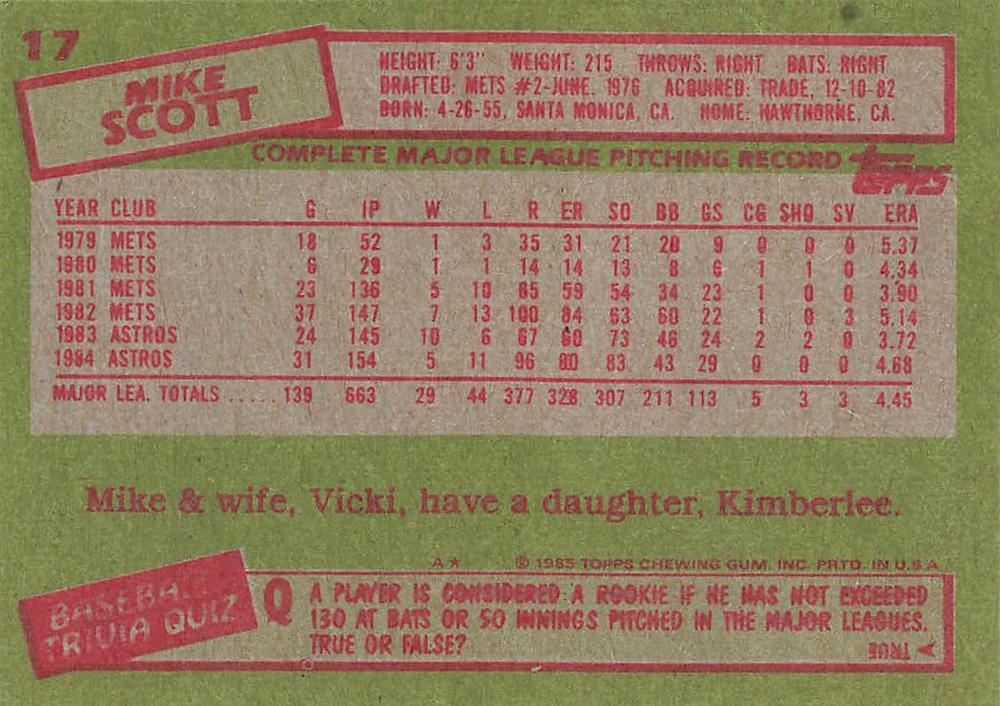 17
MIKE
SCOTT
HEIGHT: 6'3" WEIGHT: 215 THROWS: RIGHT BATS: RIGHT
DRAFTED: METS #2-JUNE, 1976 ACQUIRED: TRADE, 12-10-82
BORN: 4-26-55, SANTA MONICA, CA. HOME: HAWTHORNE, CA.
COMPLETE MAJOR LEAGUE PITCHING RECORD TOPPS
YEAR CLUB G IP W L R ER SO BB GS CG SHO SV ERA
1979 METS 18 52 1 3 35 31 21 20 9 0 0 0 5.37
1980 METS 6 29 1 1 14 14 13 8 6 1 1 0 4.34
1981 METS 23 136 5 10 65 59 54 34 23 1 0 0 3.90
1982 METS 37 147 7 13 100 84 63 60 22 1 0 3 5.14
1983 ASTROS 24 145 10 6 67 60 73 46 24 2 2 0 3.72
1984 ASTROS 31 154 5 11 96 80 83 43 29 0 0 0 4.68
MAJOR LEA. TOTALS ..... 139 663 29 44 377 328 307 211 113 5 3 3 4.45
Mike & wife, Vicki, have a daughter, Kimberlee.
A* © 1985 TOPPS CHEWING GUM, INC. PRTD. IN U.S.A
BASEBALL
TRIVIA QUIZ
Q A PLAYER IS CONSIDERED A ROOKIE IF HE HAS NOT EXCEEDED
130 AT BATS OR 50 INNINGS PITCHED IN THE MAJOR LEAGUES.
TRUE OR FALSE?
A TRUE